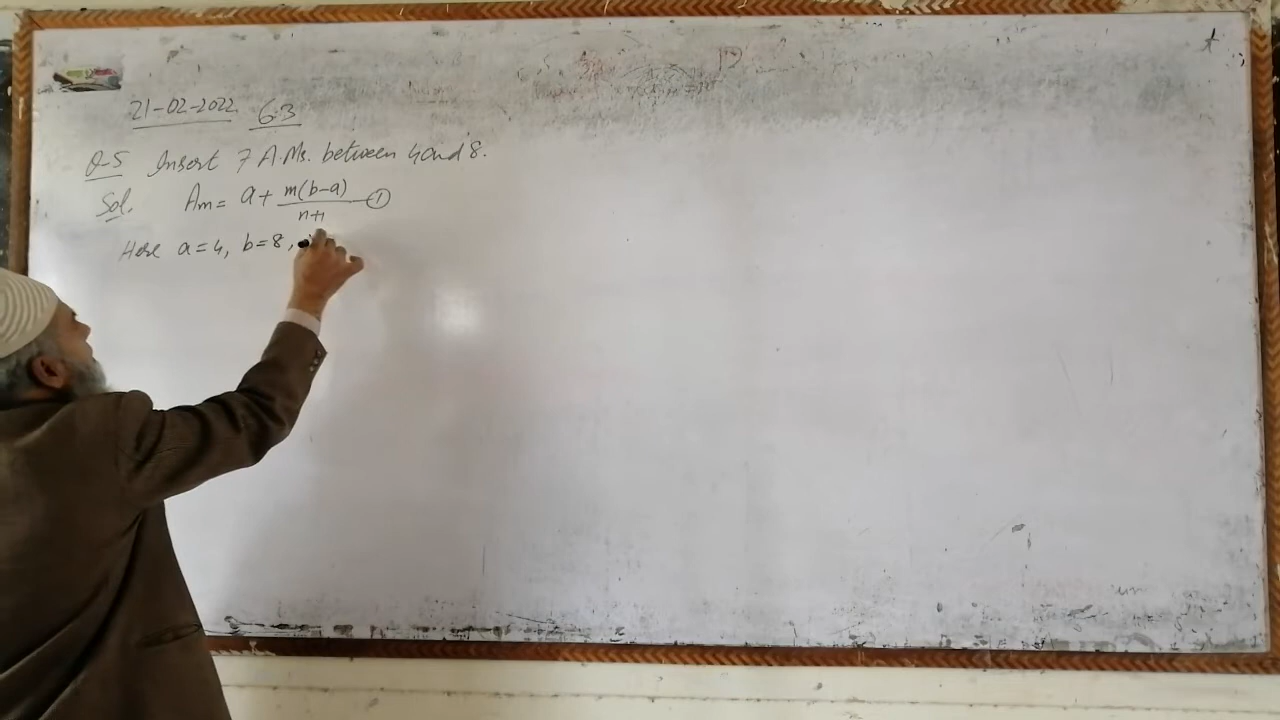 21-02-2022 6.3
Q-5 Insert 7 A.Ms. between 4 and 8.
Sol. Am = a + m(b-a)/n+1 ①
Here a=4, b=8,